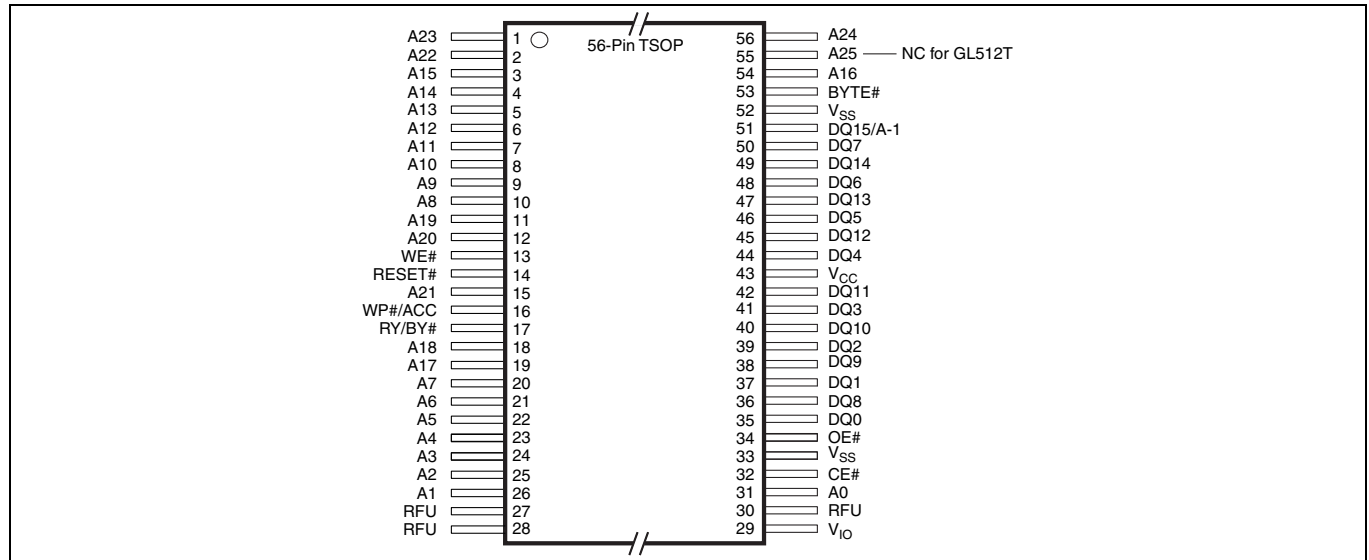 56-Pin TSOP
A23 1
A22 2
A15 3
A14 4
A13 5
A12 6
A11 7
A10 8
A9 9
A8 10
A19 11
A20 12
WE# 13
RESET# 14
A21 15
WP#/ACC 16
RY/BY# 17
A18 18
A17 19
A7 20
A6 21
A5 22
A4 23
A3 24
A2 25
A1 26
RFU 27
RFU 28
56 A24
55 A25 NC for GL512T
54 A16
53 BYTE#
52 VSS
51 DQ15/A-1
50 DQ7
49 DQ14
48 DQ6
47 DQ13
46 DQ5
45 DQ12
44 DQ4
43 VCC
42 DQ11
41 DQ3
40 DQ10
39 DQ2
38 DQ9
37 DQ1
36 DQ8
35 DQ0
34 OE#
33 VSS
32 CE#
31 A0
30 RFU
29 VIO